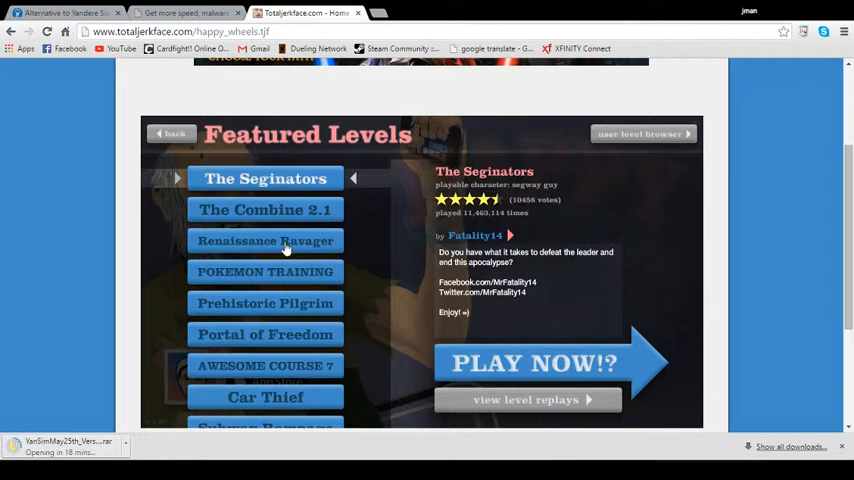 Alternative to Yandere Sim
Get more speed, malware
Totaljerkface.com - Home
jman
www.totaljerkface.com/happy_wheels.tjf
Apps Facebook YouTube Cardfight!! Online O... Gmail Dueling Network Steam Community :... google translate - G... XFINITY Connect
back
Featured Levels
user level browser
The Seginators
The Combine 2.1
Renaissance Ravager
POKEMON TRAINING
Prehistoric Pilgrim
Portal of Freedom
AWESOME COURSE 7
Car Thief
Subway Rampage
The Seginators
playable character: segway guy
(10458 votes)
played 11,463,114 times
by Fatality14
Do you have what it takes to defeat the leader and
end this apocalypse?
Facebook.com/MrFatality14
Twitter.com/MrFatality14
Enjoy! =)
PLAY NOW!?
view level replays
YanSimMay25th_Vers....rar
Opening in 18 mins...
Show all downloads...